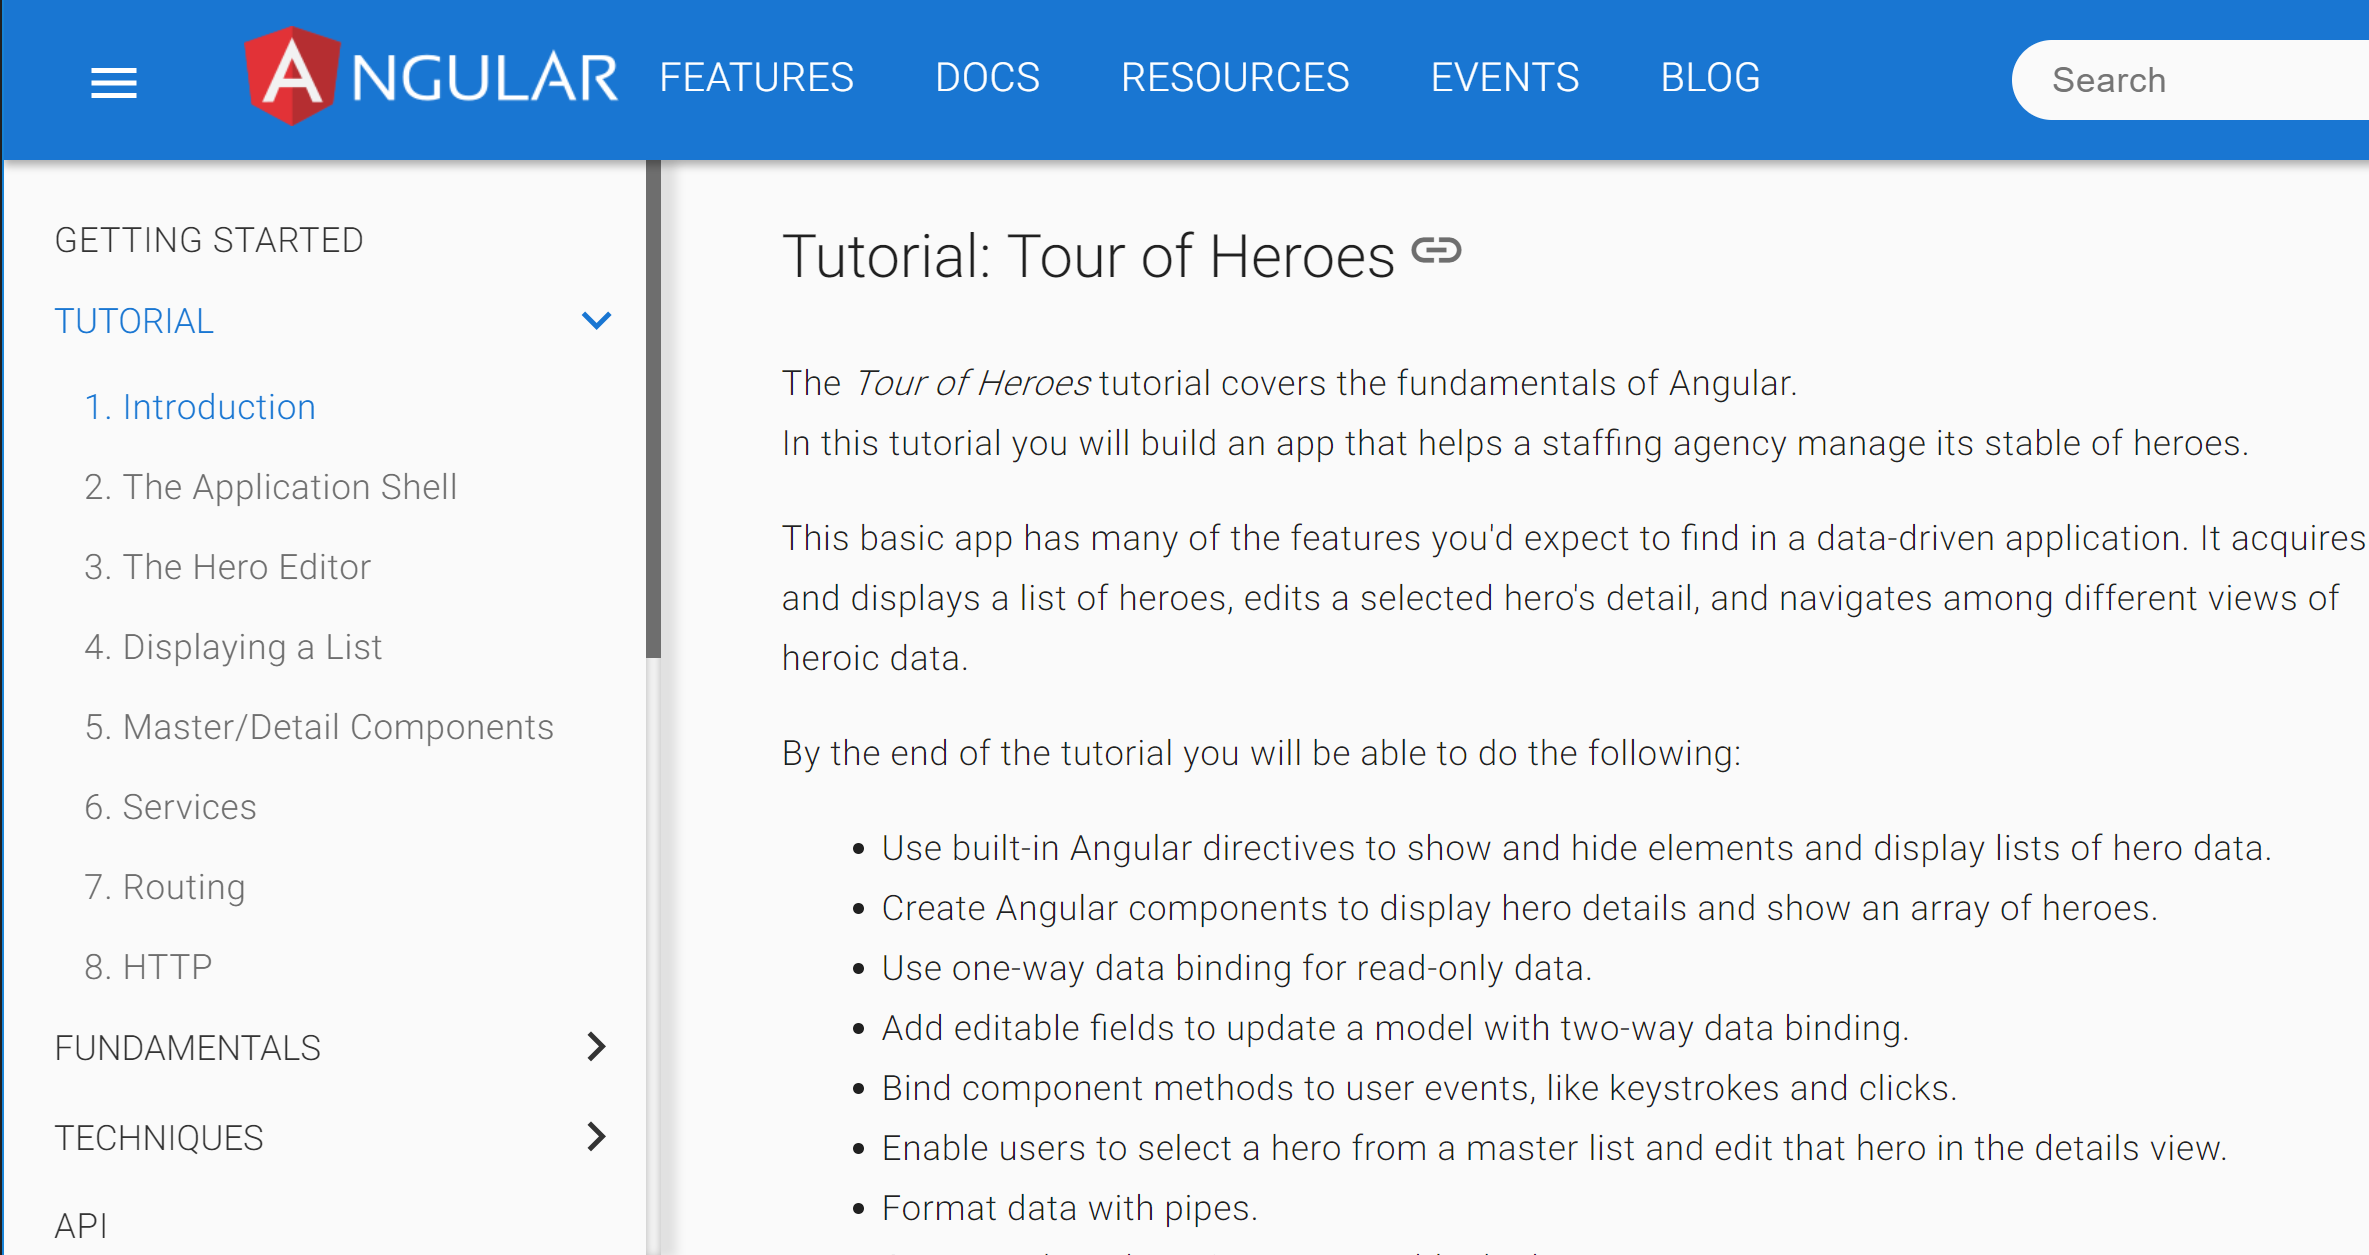 ANGULAR
FEATURES
DOCS
RESOURCES
EVENTS
BLOG
Search
GETTING STARTED
TUTORIAL
1. Introduction
2. The Application Shell
3. The Hero Editor
4. Displaying a List
5. Master/Detail Components
6. Services
7. Routing
8. HTTP
FUNDAMENTALS
TECHNIQUES
API
Tutorial: Tour of Heroes
The Tour of Heroes tutorial covers the fundamentals of Angular.
In this tutorial you will build an app that helps a staffing agency manage its stable of heroes.
This basic app has many of the features you'd expect to find in a data-driven application. It acquires
and displays a list of heroes, edits a selected hero's detail, and navigates among different views of
heroic data.
By the end of the tutorial you will be able to do the following:
• Use built-in Angular directives to show and hide elements and display lists of hero data.
• Create Angular components to display hero details and show an array of heroes.
• Use one-way data binding for read-only data.
• Add editable fields to update a model with two-way data binding.
• Bind component methods to user events, like keystrokes and clicks.
• Enable users to select a hero from a master list and edit that hero in the details view.
• Format data with pipes.